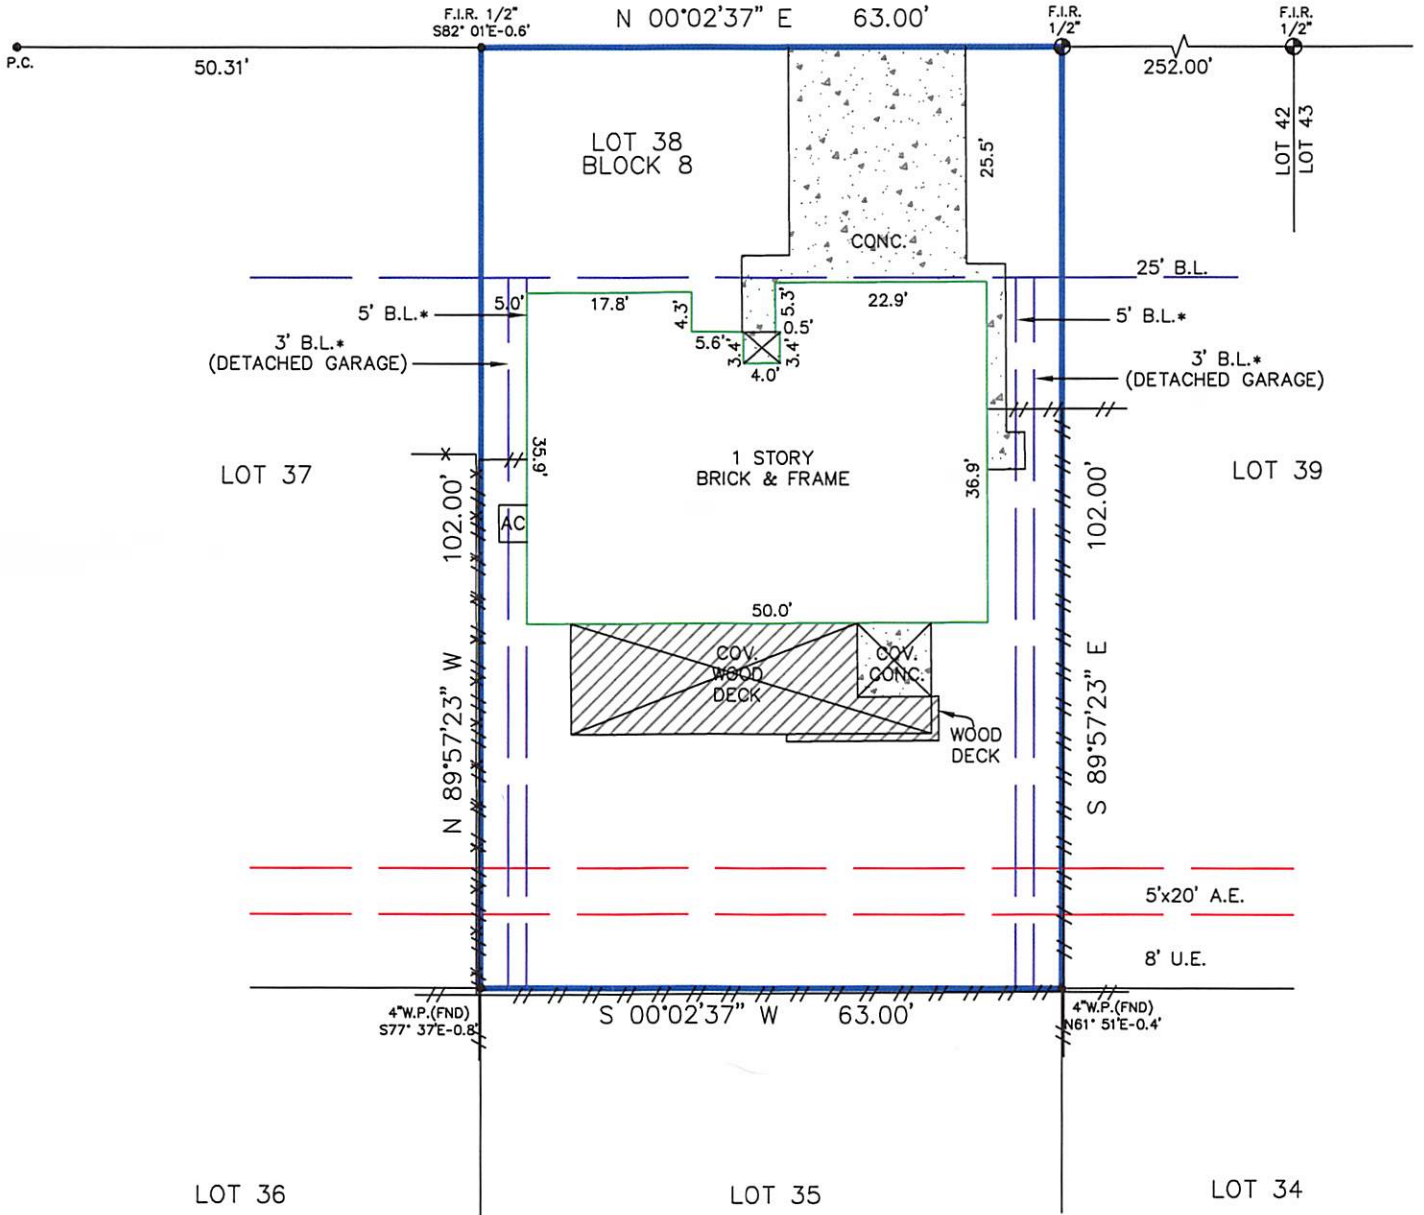 F.I.R. 1/2"
S82° 01'E-0.6'
N 00°02'37" E 63.00'
F.I.R.
1/2"
F.I.R.
1/2"
P.C.
50.31'
252.00'
LOT 42
LOT 43
LOT 38
BLOCK 8
25.5'
CONC.
25' B.L.
5.0'
17.8'
4.3'
5.3'
22.9'
5' B.L.*
5' B.L.*
0.5'
5.6'
3.4'
3.4'
4.0'
3' B.L.*
(DETACHED GARAGE)
3' B.L.*
(DETACHED GARAGE)
35.9'
1 STORY
BRICK & FRAME
36.9'
LOT 37
LOT 39
AC
N 89°57'23" W 102.00'
S 89°57'23" E 102.00'
50.0'
COV.
WOOD
DECK
COV.
CONC.
WOOD
DECK
5'x20' A.E.
8' U.E.
4"W.P.(FND)
S77° 37'E-0.8'
S 00°02'37" W 63.00'
4"W.P.(FND)
N61° 51'E-0.4'
LOT 36
LOT 35
LOT 34